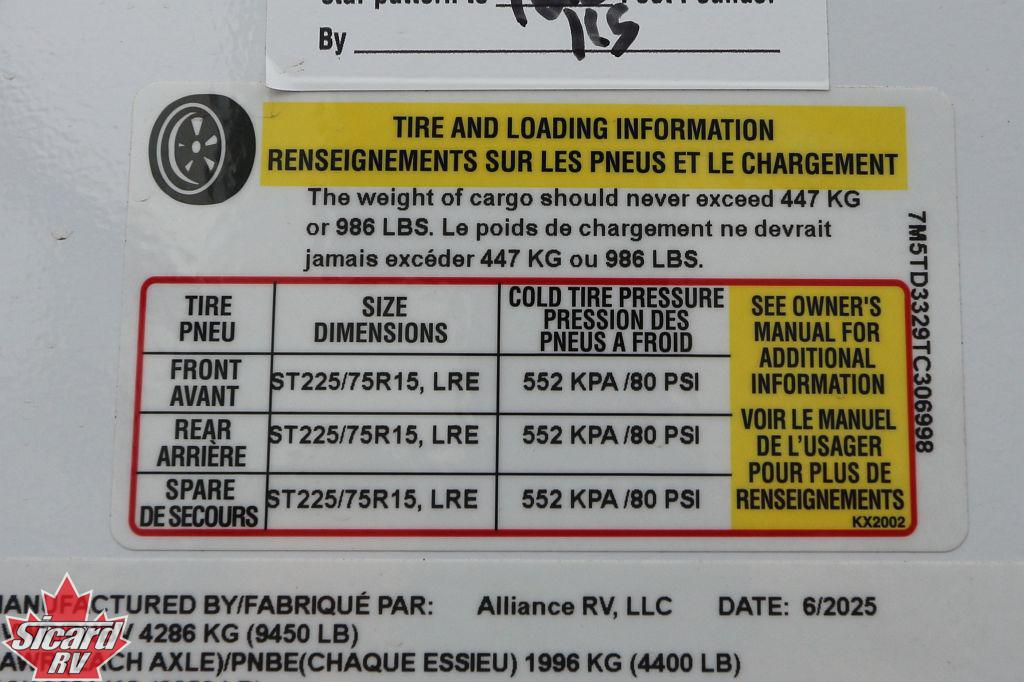 star pattern to
By
TIRE AND LOADING INFORMATION
RENSEIGNEMENTS SUR LES PNEUS ET LE CHARGEMENT
The weight of cargo should never exceed 447 KG
or 986 LBS. Le poids de chargement ne devrait
jamais excéder 447 KG ou 986 LBS.
7M5TD3329TC306998
TIRE
PNEU
SIZE
DIMENSIONS
COLD TIRE PRESSURE
PRESSION DES
PNEUS A FROID
FRONT
AVANT
ST225/75R15, LRE
552 KPA /80 PSI
REAR
ARRIÈRE
ST225/75R15, LRE
552 KPA /80 PSI
SPARE
DE SECOURS
ST225/75R15, LRE
552 KPA /80 PSI
SEE OWNER'S
MANUAL FOR
ADDITIONAL
INFORMATION
VOIR LE MANUEL
DE L'USAGER
POUR PLUS DE
RENSEIGNEMENTS
KX2002
MANUFACTURED BY/FABRIQUÉ PAR: Alliance RV, LLC DATE: 6/2025
4286 KG (9450 LB)
EACH AXLE)/PNBE(CHAQUE ESSIEU) 1996 KG (4400 LB)
Sicard
RV